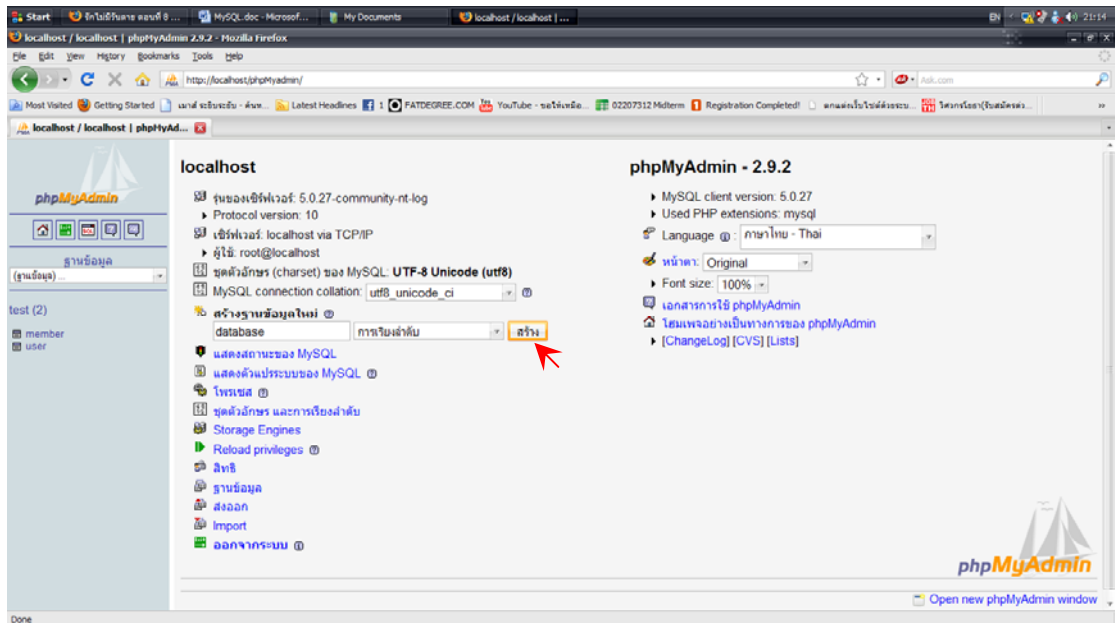 Start
รักไม่มีวันตาย ตอนที่ 8 ...
MySQL.doc - Microsof...
My Documents
localhost / localhost | ...
EN
21:14
localhost / localhost | phpMyAdmin 2.9.2 - Mozilla Firefox
File Edit View History Bookmarks Tools Help
http://localhost/phpMyadmin/
Ask.com
Most Visited
Getting Started
Latest Headlines
1
FATDEGREE.COM
02207312 Midterm
Registration Completed!
localhost / localhost | phpMyAd...
phpMyAdmin
ฐานข้อมูล
(ฐานข้อมูล) ...
test (2)
member
user
localhost
รุ่นของเซิร์ฟเวอร์: 5.0.27-community-nt-log
Protocol version: 10
เซิร์ฟเวอร์: localhost via TCP/IP
ผู้ใช้: root@localhost
ชุดตัวอักษร (charset) ของ MySQL: UTF-8 Unicode (utf8)
MySQL connection collation: utf8_unicode_ci
สร้างฐานข้อมูลใหม่
database การเรียงลำดับ สร้าง
แสดงสถานะของ MySQL
แสดงตัวแปรระบบของ MySQL
โพรเซส
ชุดตัวอักษร และการเรียงลำดับ
Storage Engines
Reload privileges
สิทธิ
ฐานข้อมูล
ส่งออก
Import
ออกจากระบบ
phpMyAdmin - 2.9.2
MySQL client version: 5.0.27
Used PHP extensions: mysql
Language : ภาษาไทย - Thai
หน้าตา: Original
Font size: 100%
เอกสารการใช้ phpMyAdmin
โฮมเพจอย่างเป็นทางการของ phpMyAdmin
[ChangeLog] [CVS] [Lists]
phpMyAdmin
Open new phpMyAdmin window
Done